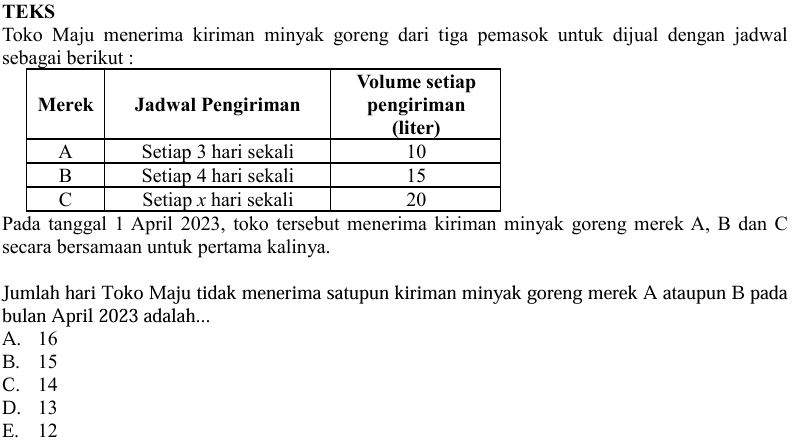 TEKS
Toko Maju menerima kiriman minyak goreng dari tiga pemasok untuk dijual dengan jadwal
sebagai berikut :
Merek Jadwal Pengiriman Volume setiap pengiriman (liter)
A Setiap 3 hari sekali 10
B Setiap 4 hari sekali 15
C Setiap x hari sekali 20
Pada tanggal 1 April 2023, toko tersebut menerima kiriman minyak goreng merek A, B dan C
secara bersamaan untuk pertama kalinya.
Jumlah hari Toko Maju tidak menerima satupun kiriman minyak goreng merek A ataupun B pada
bulan April 2023 adalah...
A. 16
B. 15
C. 14
D. 13
E. 12